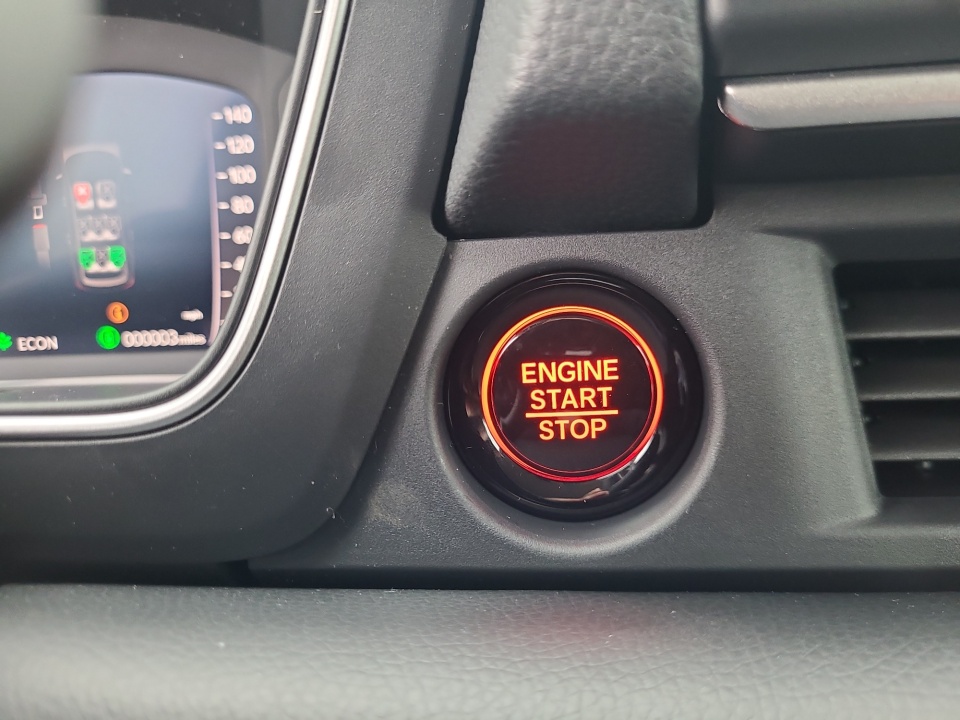 140
120
100
80
60
ECON
000003 miles
ENGINE
START
STOP